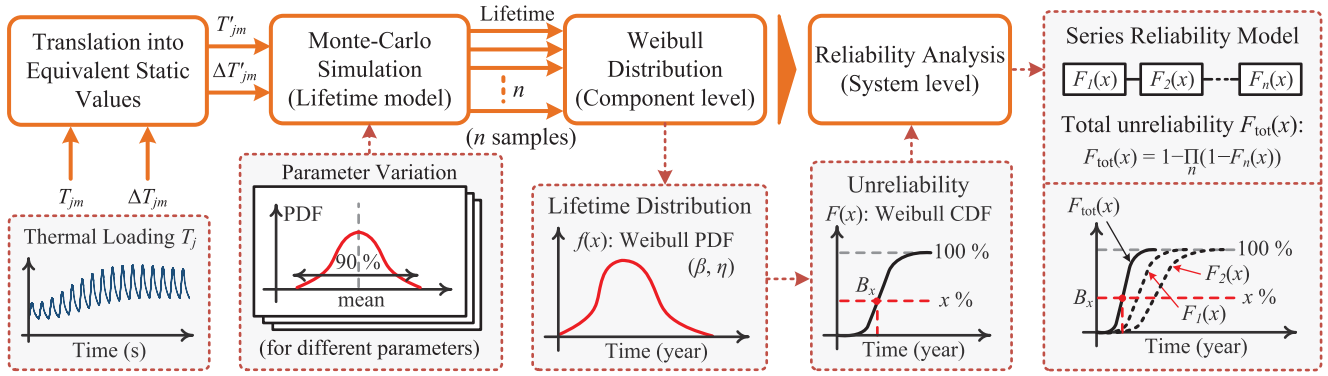 Translation into
Equivalent Static
Values
T'jm
ΔT'jm
Monte-Carlo
Simulation
(Lifetime model)
Lifetime
n
(n samples)
Weibull
Distribution
(Component level)
Reliability Analysis
(System level)
Series Reliability Model
F1(x)
F2(x)
Fn(x)
Total unreliability Ftot(x):
Ftot(x) = 1−∏(1−Fn(x))
n
Tjm
ΔTjm
Thermal Loading Tj
Time (s)
Parameter Variation
PDF
90 %
mean
(for different parameters)
Lifetime Distribution
f(x): Weibull PDF
(β, η)
Time (year)
Unreliability
F(x): Weibull CDF
100 %
Bx
x %
Time (year)
Ftot(x)
100 %
F2(x)
Bx
x %
F1(x)
Time (year)